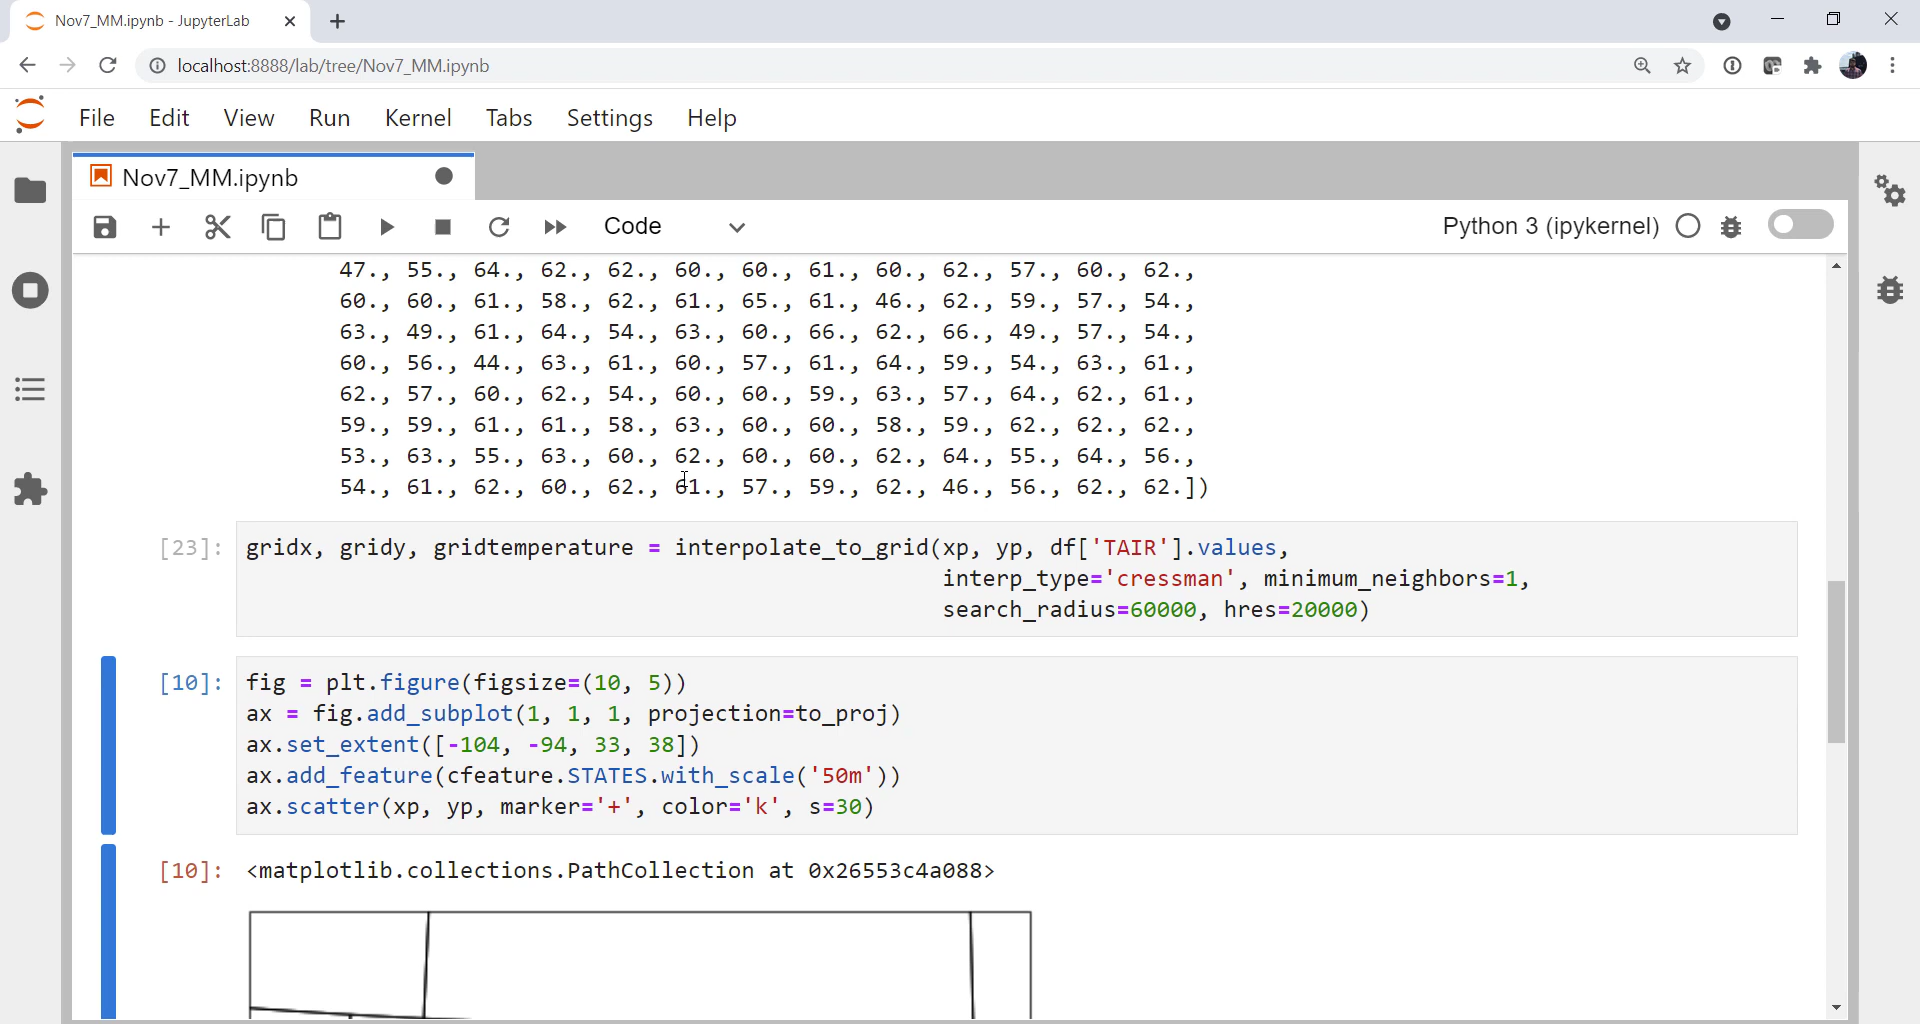 Nov7_MM.ipynb - JupyterLab
localhost:8888/lab/tree/Nov7_MM.ipynb
File Edit View Run Kernel Tabs Settings Help
Nov7_MM.ipynb
Code
Python 3 (ipykernel)
47., 55., 64., 62., 62., 60., 60., 61., 60., 62., 57., 60., 62.,
60., 60., 61., 58., 62., 61., 65., 61., 46., 62., 59., 57., 54.,
63., 49., 61., 64., 54., 63., 60., 66., 62., 66., 49., 57., 54.,
60., 56., 44., 63., 61., 60., 57., 61., 64., 59., 54., 63., 61.,
62., 57., 60., 62., 54., 60., 60., 59., 63., 57., 64., 62., 61.,
59., 59., 61., 61., 58., 63., 60., 60., 58., 59., 62., 62., 62.,
53., 63., 55., 63., 60., 62., 60., 60., 62., 64., 55., 64., 56.,
54., 61., 62., 60., 62., 61., 57., 59., 62., 46., 56., 62., 62.])
[23]: gridx, gridy, gridtemperature = interpolate_to_grid(xp, yp, df['TAIR'].values,
interp_type='cressman', minimum_neighbors=1,
search_radius=60000, hres=20000)
[10]: fig = plt.figure(figsize=(10, 5))
ax = fig.add_subplot(1, 1, 1, projection=to_proj)
ax.set_extent([-104, -94, 33, 38])
ax.add_feature(cfeature.STATES.with_scale('50m'))
ax.scatter(xp, yp, marker='+', color='k', s=30)
[10]: <matplotlib.collections.PathCollection at 0x26553c4a088>